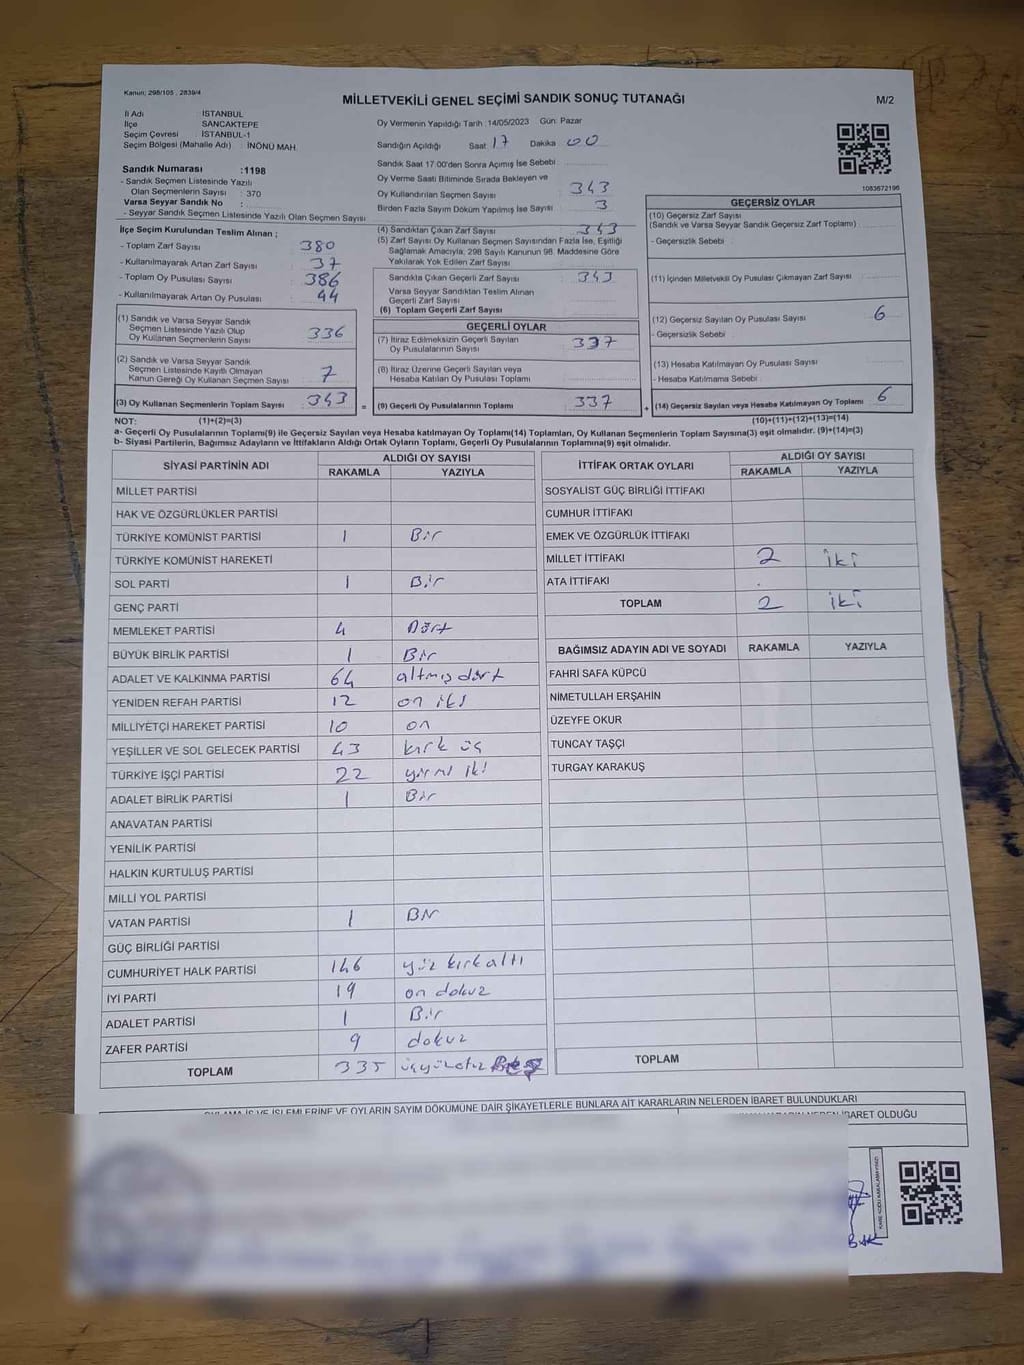 Kanun; 298/105 , 2839/4
MİLLETVEKİLİ GENEL SEÇİMİ SANDIK SONUÇ TUTANAĞI
M/2
İl Adı : İSTANBUL
İlçe : SANCAKTEPE
Seçim Çevresi : İSTANBUL-1
Seçim Bölgesi (Mahalle Adı) : İNÖNÜ MAH.
Sandık Numarası :1198
- Sandık Seçmen Listesinde Yazılı
Olan Seçmenlerin Sayısı : 370
Varsa Seyyar Sandık No :
- Seyyar Sandık Seçmen Listesinde Yazılı Olan Seçmen Sayısı
Oy Vermenin Yapıldığı Tarih :14/05/2023 Gün: Pazar
Sandığın Açıldığı Saat 17 Dakika 00
Sandık Saat 17.00'den Sonra Açmış İse Sebebi
Oy Verme Saati Bitiminde Sırada Bekleyen ve
Oy Kullandırılan Seçmen Sayısı 343
Birden Fazla Sayım Döküm Yapılmış İse Sayısı 3
1083672196
İlçe Seçim Kurulundan Teslim Alınan ;
- Toplam Zarf Sayısı : 380
- Kullanılmayarak Artan Zarf Sayısı : 37
- Toplam Oy Pusulası Sayısı : 386
- Kullanılmayarak Artan Oy Pusulası : 44
(1) Sandık ve Varsa Seyyar Sandık
Seçmen Listesinde Yazılı Olup
Oy Kullanan Seçmenlerin Sayısı 336
(2) Sandık ve Varsa Seyyar Sandık
Seçmen Listesinde Kayıtlı Olmayan
Kanun Gereği Oy Kullanan Seçmen Sayısı 7
(3) Oy Kullanan Seçmenlerin Toplam Sayısı 343 =
(4) Sandıktan Çıkan Zarf Sayısı 343
(5) Zarf Sayısı Oy Kullanan Seçmen Sayısından Fazla İse, Eşitliği
Sağlamak Amacıyla, 298 Sayılı Kanunun 98. Maddesine Göre
Yakılarak Yok Edilen Zarf Sayısı
Sandıkla Çıkan Geçerli Zarf Sayısı : 343
Varsa Seyyar Sandıktan Teslim Alınan
Geçerli Zarf Sayısı
(6) Toplam Geçerli Zarf Sayısı
GEÇERLİ OYLAR
(7) İtiraz Edilmeksizin Geçerli Sayılan
Oy Pusulalarının Sayısı 337
(8) İtiraz Üzerine Geçerli Sayılan veya
Hesaba Katılan Oy Pusulası Toplamı
(9) Geçerli Oy Pusulalarının Toplamı 337 +
GEÇERSİZ OYLAR
(10) Geçersiz Zarf Sayısı
(Sandık ve Varsa Seyyar Sandık Geçersiz Zarf Toplamı)
- Geçersizlik Sebebi
(11) İçinden Milletvekili Oy Pusulası Çıkmayan Zarf Sayısı
(12) Geçersiz Sayılan Oy Pusulası Sayısı 6
- Geçersizlik Sebebi :
(13) Hesaba Katılmayan Oy Pusulası Sayısı
- Hesaba Katılmama Sebebi
(14) Geçersiz Sayılan veya Hesaba Katılmayan Oy Toplamı 6
NOT: (1)+(2)=(3) (10)+(11)+(12)+(13)=(14)
a- Geçerli Oy Pusulalarının Toplamı(9) ile Geçersiz Sayılan veya Hesaba Katılmayan Oy Toplamı(14) Toplamları, Oy Kullanan Seçmenlerin Toplam Sayısına(3) eşit olmalıdır. (9)+(14)=(3)
b- Siyasi Partilerin, Bağımsız Adayların ve İttifakların Aldığı Ortak Oyların Toplamı, Geçerli Oy Pusulalarının Toplamına(9) eşit olmalıdır.
SİYASİ PARTİNİN ADI ALDIĞI OY SAYISI
RAKAMLA YAZIYLA
MİLLET PARTİSİ
HAK VE ÖZGÜRLÜKLER PARTİSİ
TÜRKİYE KOMÜNİST PARTİSİ 1 Bir
TÜRKİYE KOMÜNİST HAREKETİ
SOL PARTİ 1 Bir
GENÇ PARTİ
MEMLEKET PARTİSİ 4 Dört
BÜYÜK BİRLİK PARTİSİ 1 Bir
ADALET VE KALKINMA PARTİSİ 64 altmış dört
YENİDEN REFAH PARTİSİ 12 on iki
MİLLİYETÇİ HAREKET PARTİSİ 10 on
YEŞİLLER VE SOL GELECEK PARTİSİ 43 kırk üç
TÜRKİYE İŞÇİ PARTİSİ 22 yirmi iki
ADALET BİRLİK PARTİSİ 1 Bir
ANAVATAN PARTİSİ
YENİLİK PARTİSİ
HALKIN KURTULUŞ PARTİSİ
MİLLİ YOL PARTİSİ
VATAN PARTİSİ 1 Bir
GÜÇ BİRLİĞİ PARTİSİ
CUMHURİYET HALK PARTİSİ 146 yüz kırk altı
İYİ PARTİ 19 on dokuz
ADALET PARTİSİ 1 Bir
ZAFER PARTİSİ 9 dokuz
TOPLAM 335 üçyüzotuz Beş
İTTİFAK ORTAK OYLARI ALDIĞI OY SAYISI
RAKAMLA YAZIYLA
SOSYALİST GÜÇ BİRLİĞİ İTTİFAKI
CUMHUR İTTİFAKI
EMEK VE ÖZGÜRLÜK İTTİFAKI
MİLLET İTTİFAKI 2 iki
ATA İTTİFAKI
TOPLAM 2 iki
BAĞIMSIZ ADAYIN ADI VE SOYADI RAKAMLA YAZIYLA
FAHRİ SAFA KÜPCÜ
NİMETULLAH ERŞAHİN
ÜZEYFE OKUR
TUNCAY TAŞÇI
TURGAY KARAKUŞ
TOPLAM
OYLAMA İŞ VE İŞLEMLERİNE VE OYLARIN SAYIM DÖKÜMÜNE DAİR ŞİKAYETLERLE BUNLARA AİT KARARLARIN NELERDEN İBARET BULUNDUKLARI
NEDEN İBARET OLDUĞU